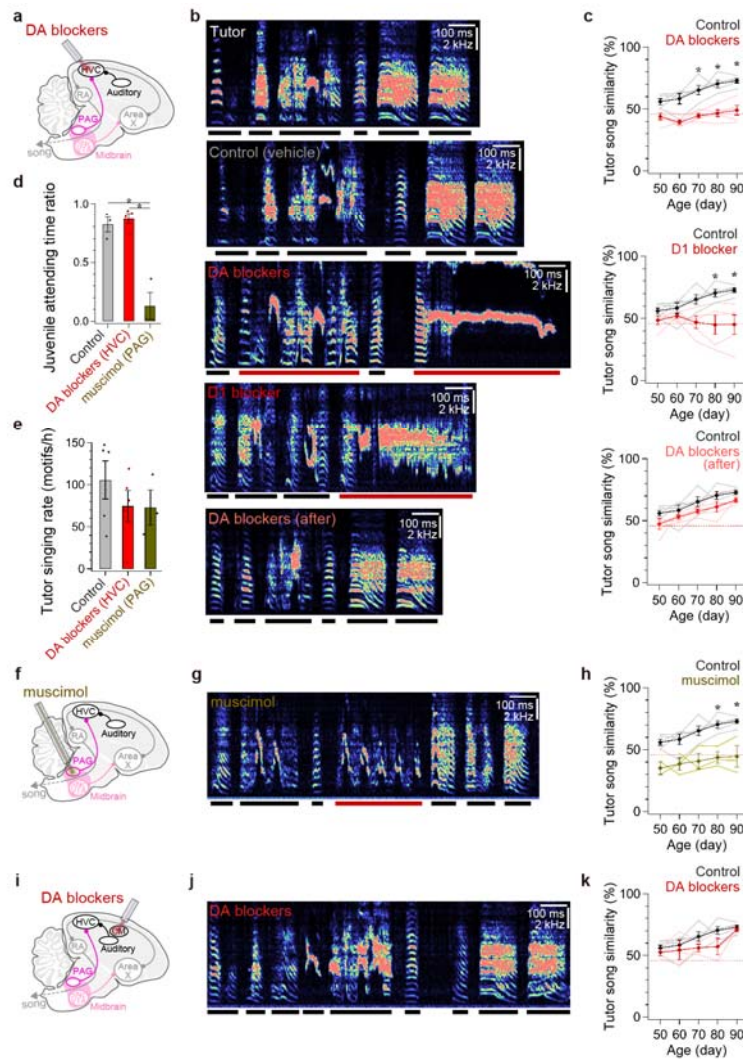 a
DA blockers
HVC
RA
Auditory
PAG
Area
X
song
Midbrain
b
Tutor
100 ms
2 kHz
Control (vehicle)
100 ms
2 kHz
DA blockers
100 ms
2 kHz
D1 blocker
100 ms
2 kHz
DA blockers (after)
100 ms
2 kHz
c
Control
DA blockers
Tutor song similarity (%)
100
50
0
* * *
50 60 70 80 90
Age (day)
Control
D1 blocker
Tutor song similarity (%)
100
50
0
* *
50 60 70 80 90
Age (day)
Control
DA blockers
(after)
Tutor song similarity (%)
100
50
0
50 60 70 80 90
Age (day)
d
Juvenile attending time ratio
1.0
0.5
0
Control
DA blockers (HVC)
muscimol (PAG)
e
Tutor singing rate (motifs/h)
150
100
50
0
Control
DA blockers (HVC)
muscimol (PAG)
f
muscimol
HVC
RA
Auditory
PAG
Area
X
song
Midbrain
g
muscimol
100 ms
2 kHz
h
Control
muscimol
Tutor song similarity (%)
100
50
0
* *
50 60 70 80 90
Age (day)
i
DA blockers
HVC
RA
Auditory
PAG
Area
X
song
Midbrain
j
DA blockers
100 ms
2 kHz
k
Control
DA blockers
Tutor song similarity (%)
100
50
0
50 60 70 80 90
Age (day)